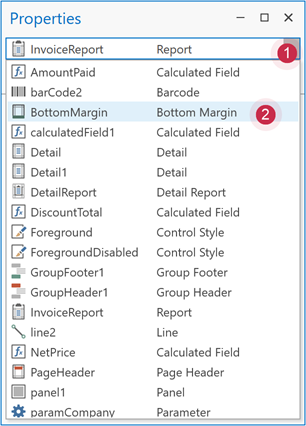 Properties
InvoiceReport Report 1
AmountPaid Calculated Field
barCode2 Barcode
BottomMargin Bottom Margin 2
calculatedField1 Calculated Field
Detail Detail
Detail1 Detail
DetailReport Detail Report
DiscountTotal Calculated Field
Foreground Control Style
ForegroundDisabled Control Style
GroupFooter1 Group Footer
GroupHeader1 Group Header
InvoiceReport Report
line2 Line
NetPrice Calculated Field
PageHeader Page Header
panel1 Panel
paramCompany Parameter